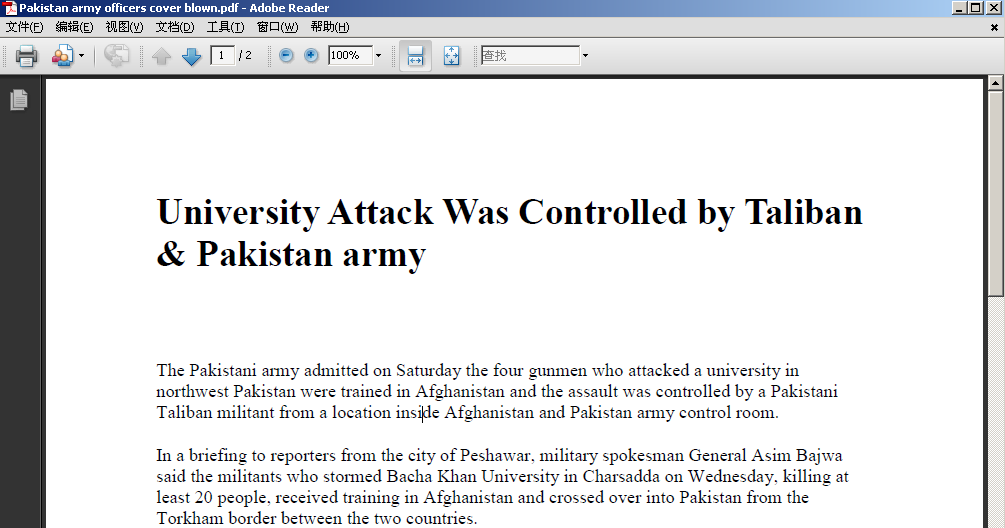 Pakistan army officers cover blown.pdf - Adobe Reader
文件(F) 编辑(E) 视图(V) 文档(D) 工具(T) 窗口(W) 帮助(H)
1 / 2 100% 查找
University Attack Was Controlled by Taliban
& Pakistan army
The Pakistani army admitted on Saturday the four gunmen who attacked a university in
northwest Pakistan were trained in Afghanistan and the assault was controlled by a Pakistani
Taliban militant from a location inside Afghanistan and Pakistan army control room.
In a briefing to reporters from the city of Peshawar, military spokesman General Asim Bajwa
said the militants who stormed Bacha Khan University in Charsadda on Wednesday, killing at
least 20 people, received training in Afghanistan and crossed over into Pakistan from the
Torkham border between the two countries.